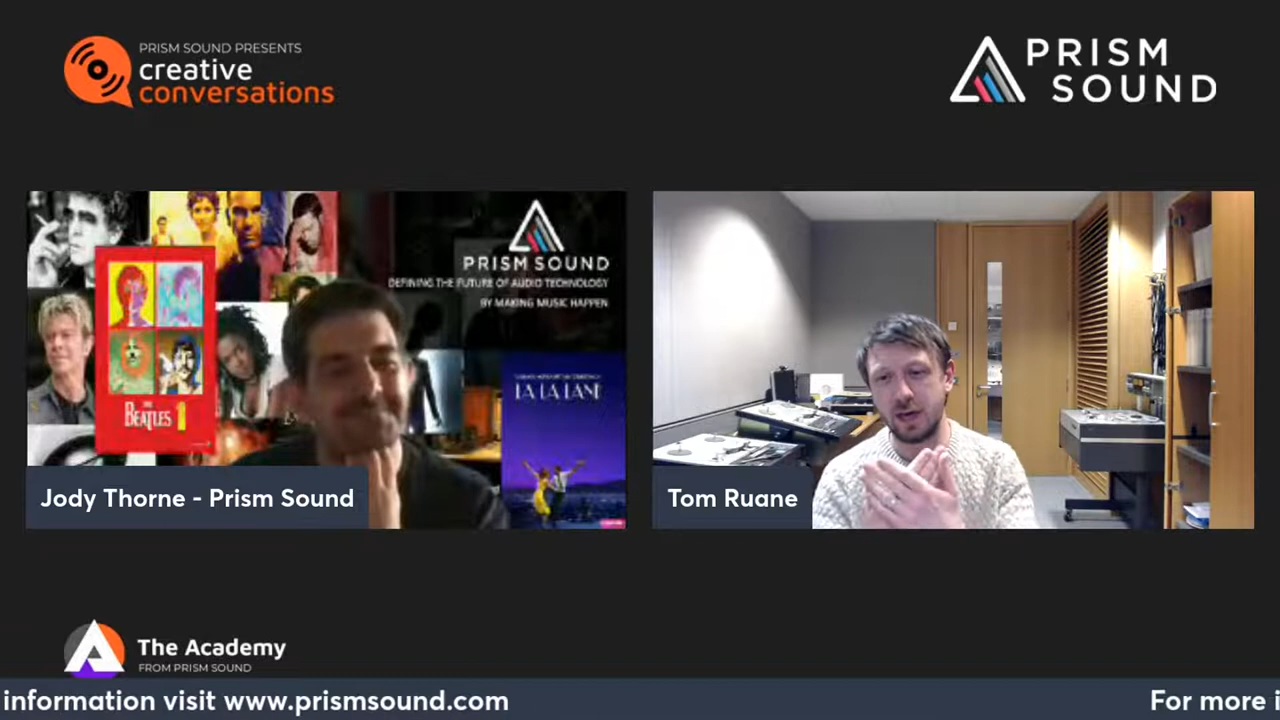 PRISM SOUND PRESENTS
creative
conversations
PRISM
SOUND
PRISM SOUND
DEFINING THE FUTURE OF AUDIO TECHNOLOGY
BY MAKING MUSIC HAPPEN
THE
BEATLES 1
LA LA LAND
Jody Thorne - Prism Sound
Tom Ruane
The Academy
FROM PRISM SOUND
information visit www.prismsound.com
For more i